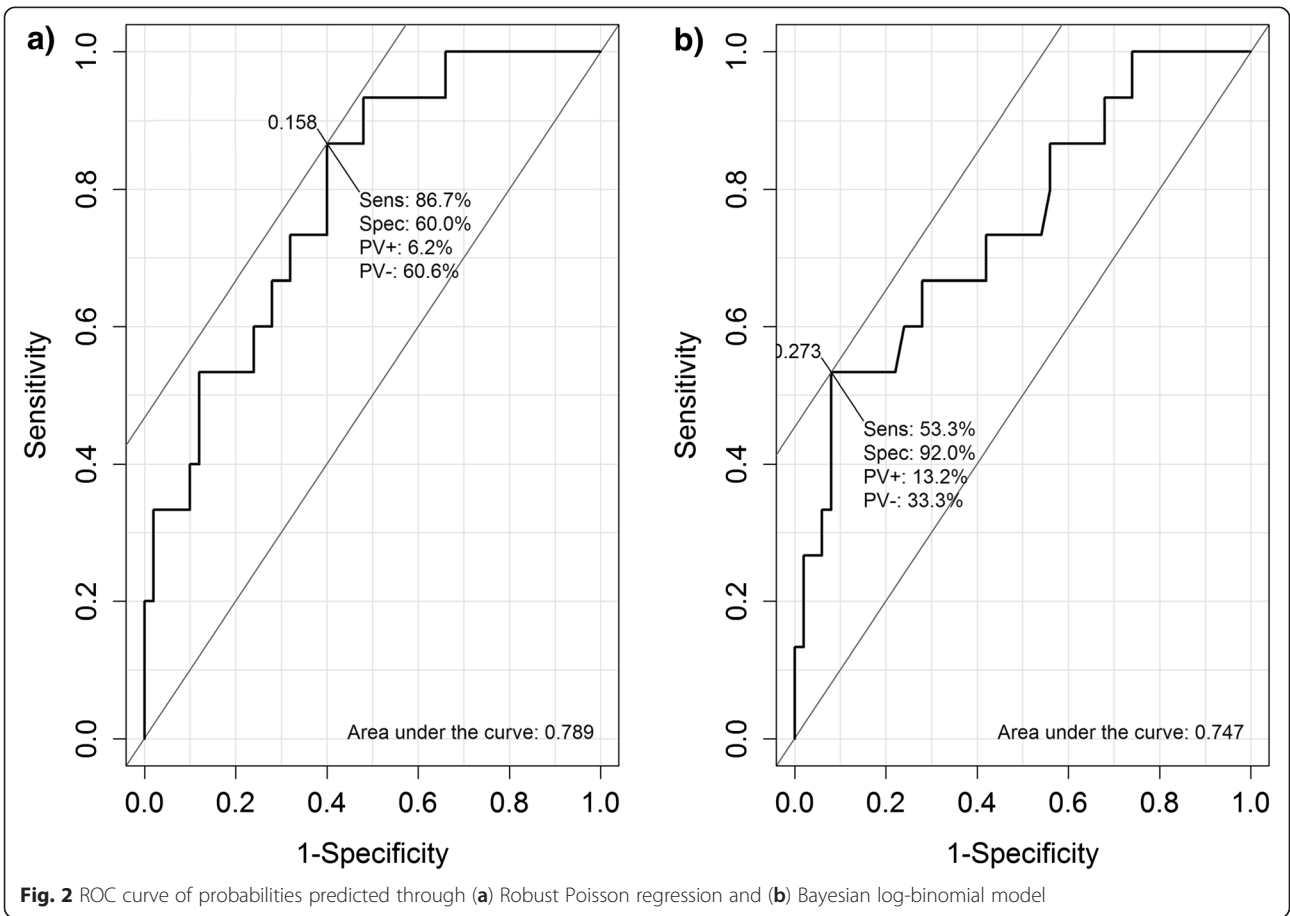 a)
1.0
0.8
0.6
0.4
0.2
0.0
Sensitivity
0.158
Sens: 86.7%
Spec: 60.0%
PV+: 6.2%
PV-: 60.6%
Area under the curve: 0.789
0.0 0.2 0.4 0.6 0.8 1.0
1-Specificity
b)
1.0
0.8
0.6
0.4
0.2
0.0
Sensitivity
0.273
Sens: 53.3%
Spec: 92.0%
PV+: 13.2%
PV-: 33.3%
Area under the curve: 0.747
0.0 0.2 0.4 0.6 0.8 1.0
1-Specificity
Fig. 2 ROC curve of probabilities predicted through (a) Robust Poisson regression and (b) Bayesian log-binomial model